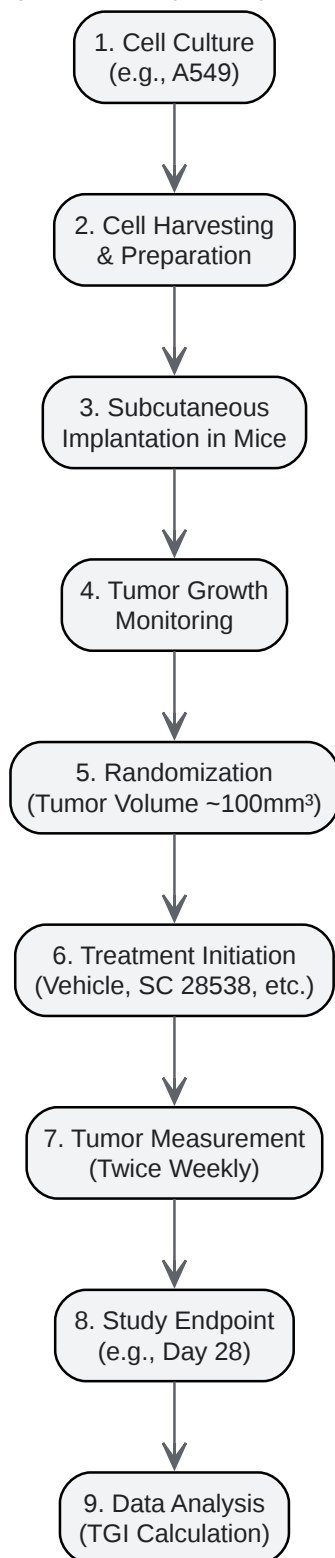 1. Cell Culture
(e.g., A549)
2. Cell Harvesting
& Preparation
3. Subcutaneous
Implantation in Mice
4. Tumor Growth
Monitoring
5. Randomization
(Tumor Volume ~100mm³)
6. Treatment Initiation
(Vehicle, SC 28538, etc.)
7. Tumor Measurement
(Twice Weekly)
8. Study Endpoint
(e.g., Day 28)
9. Data Analysis
(TGI Calculation)